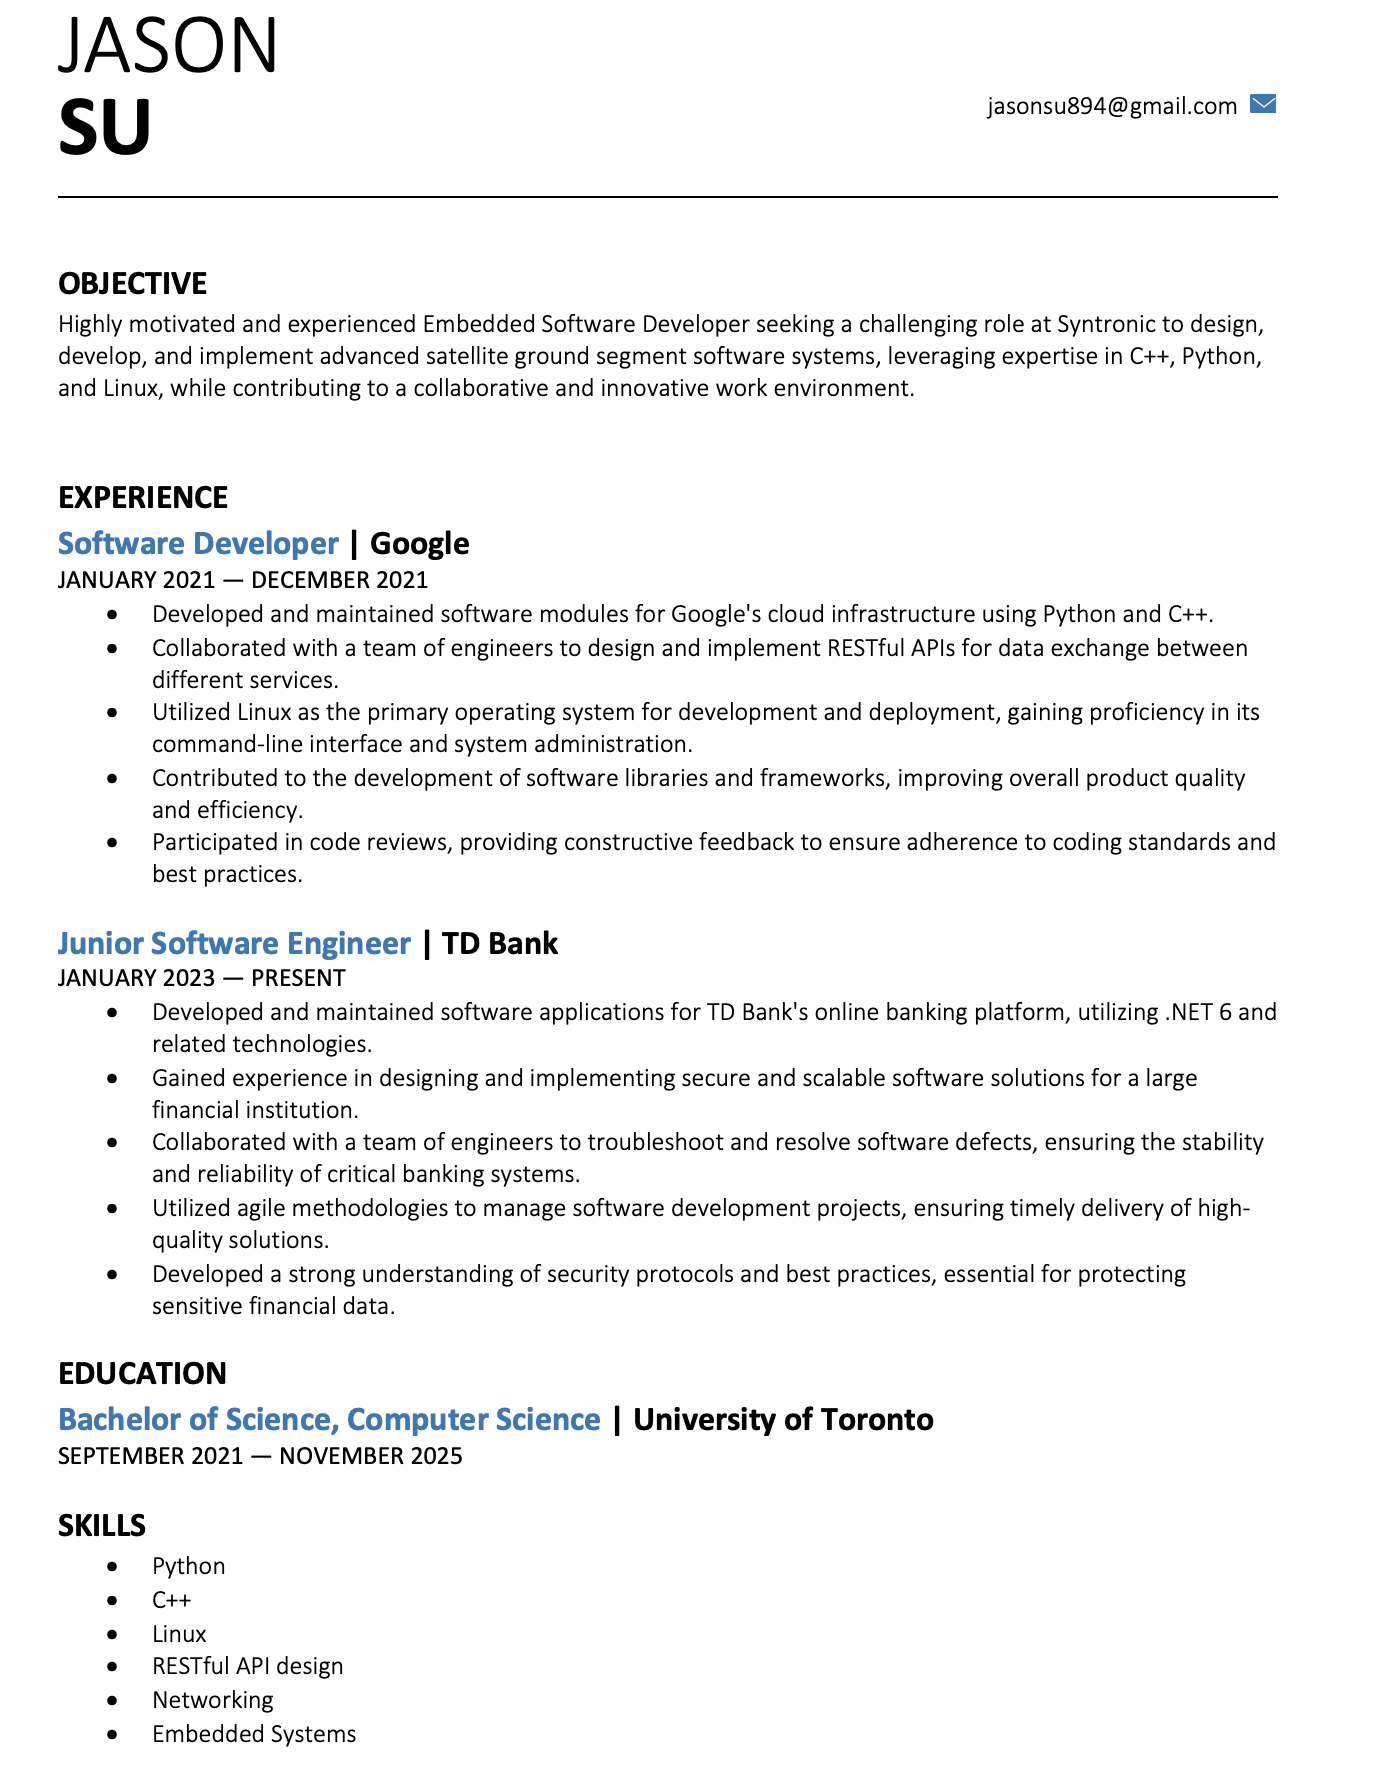 JASON
SU
jasonsu894@gmail.com
OBJECTIVE
Highly motivated and experienced Embedded Software Developer seeking a challenging role at Syntronic to design,
develop, and implement advanced satellite ground segment software systems, leveraging expertise in C++, Python,
and Linux, while contributing to a collaborative and innovative work environment.
EXPERIENCE
Software Developer | Google
JANUARY 2021 — DECEMBER 2021
• Developed and maintained software modules for Google's cloud infrastructure using Python and C++.
• Collaborated with a team of engineers to design and implement RESTful APIs for data exchange between
different services.
• Utilized Linux as the primary operating system for development and deployment, gaining proficiency in its
command-line interface and system administration.
• Contributed to the development of software libraries and frameworks, improving overall product quality
and efficiency.
• Participated in code reviews, providing constructive feedback to ensure adherence to coding standards and
best practices.
Junior Software Engineer | TD Bank
JANUARY 2023 — PRESENT
• Developed and maintained software applications for TD Bank's online banking platform, utilizing .NET 6 and
related technologies.
• Gained experience in designing and implementing secure and scalable software solutions for a large
financial institution.
• Collaborated with a team of engineers to troubleshoot and resolve software defects, ensuring the stability
and reliability of critical banking systems.
• Utilized agile methodologies to manage software development projects, ensuring timely delivery of high-
quality solutions.
• Developed a strong understanding of security protocols and best practices, essential for protecting
sensitive financial data.
EDUCATION
Bachelor of Science, Computer Science | University of Toronto
SEPTEMBER 2021 — NOVEMBER 2025
SKILLS
• Python
• C++
• Linux
• RESTful API design
• Networking
• Embedded Systems